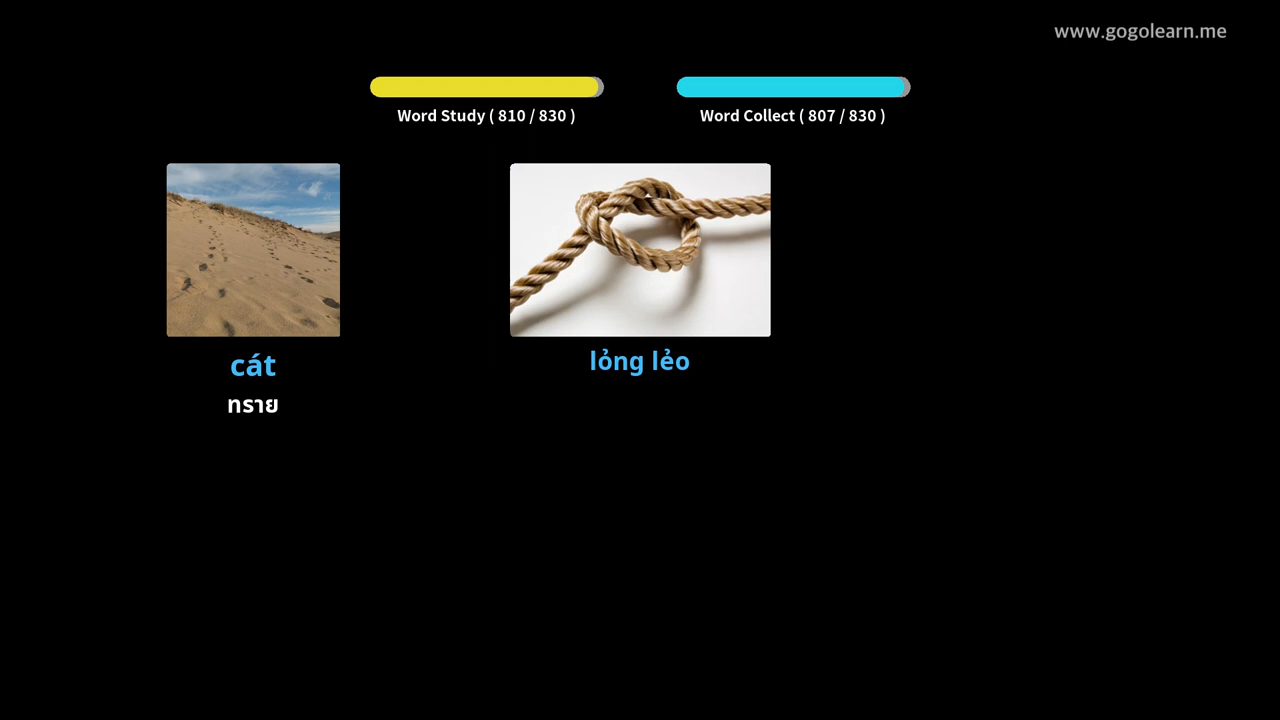 www.gogolearn.me
Word Study ( 810 / 830 )
Word Collect ( 807 / 830 )
cát
ทราย
lỏng lẻo